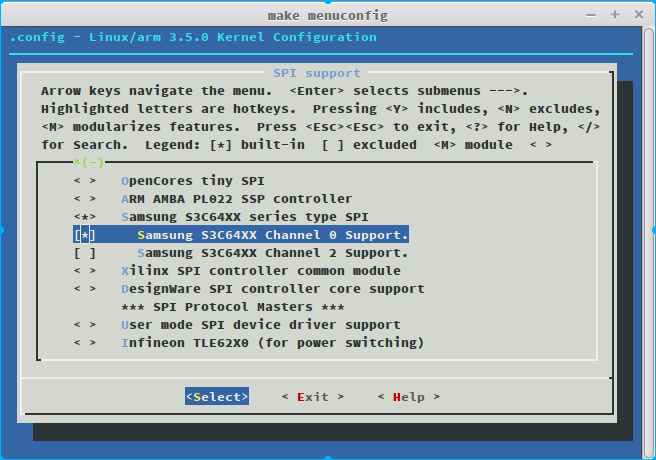 make menuconfig
.config - Linux/arm 3.5.0 Kernel Configuration
SPI support
Arrow keys navigate the menu.  <Enter> selects submenus --->.
Highlighted letters are hotkeys.  Pressing <Y> includes, <N> excludes,
<M> modularizes features.  Press <Esc><Esc> to exit, <?> for Help, </>
for Search.  Legend: [*] built-in  [ ] excluded  <M> module  < >
^(-)
< >   OpenCores tiny SPI
< >   ARM AMBA PL022 SSP controller
<*>   Samsung S3C64XX series type SPI
[*]     Samsung S3C64XX Channel 0 Support.
[ ]     Samsung S3C64XX Channel 2 Support.
< >   Xilinx SPI controller common module
< >   DesignWare SPI controller core support
*** SPI Protocol Masters ***
< >   User mode SPI device driver support
< >   Infineon TLE62X0 (for power switching)
<Select>    < Exit >    < Help >